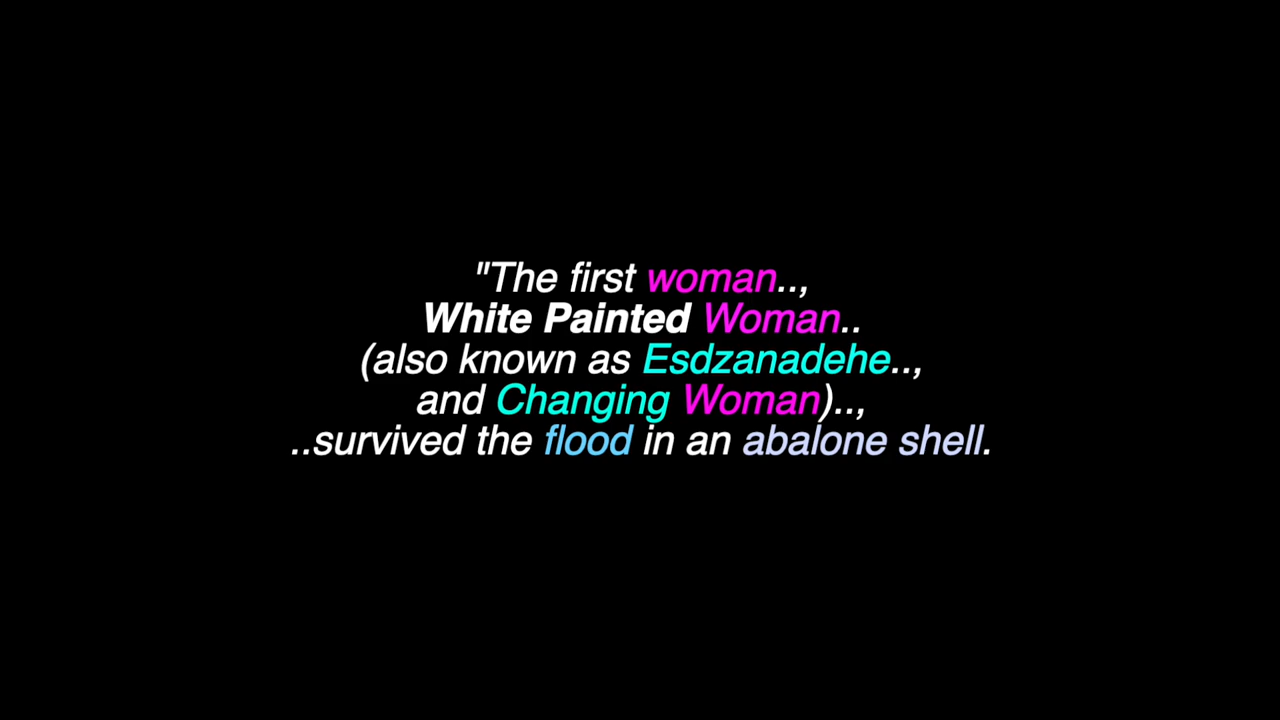 "The first woman..,
White Painted Woman..
(also known as Esdzanadehe..,
and Changing Woman)..,
..survived the flood in an abalone shell.